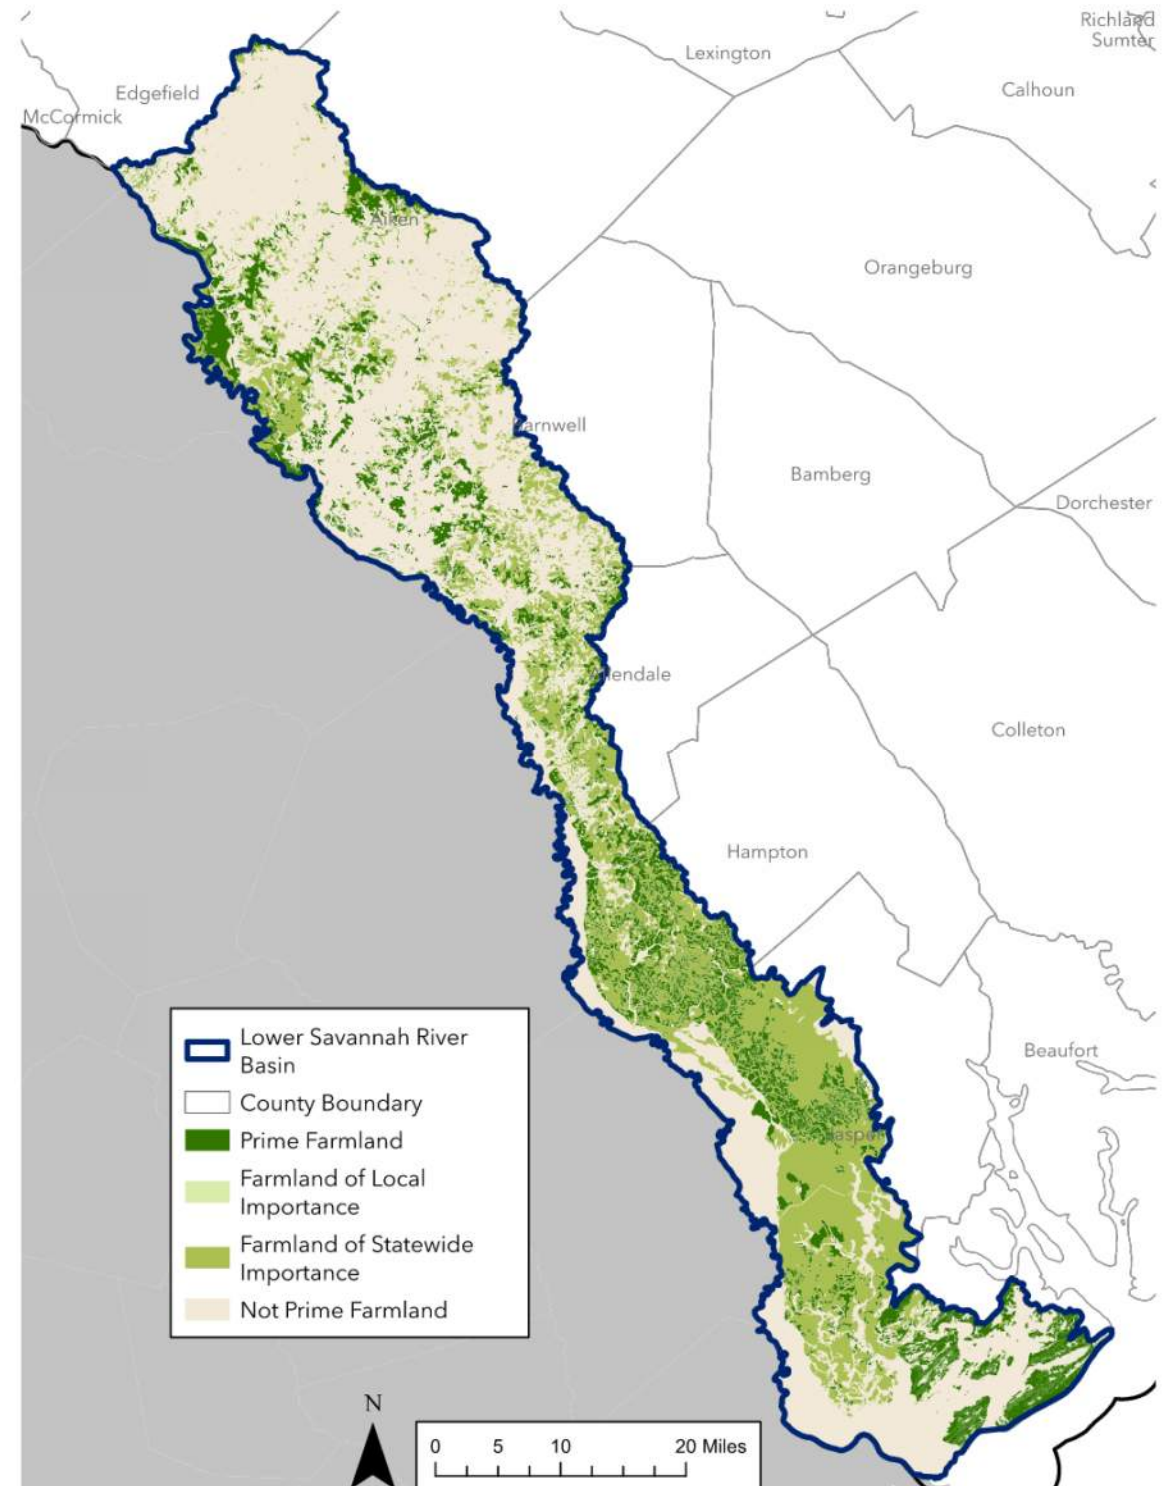 Richland
Sumter
Lexington
Calhoun
Edgefield
McCormick
Aiken
Orangeburg
Barnwell
Bamberg
Dorchester
Allendale
Colleton
Hampton
Beaufort
Jasper
Lower Savannah River
Basin
County Boundary
Prime Farmland
Farmland of Local
Importance
Farmland of Statewide
Importance
Not Prime Farmland
N
0 5 10 20 Miles